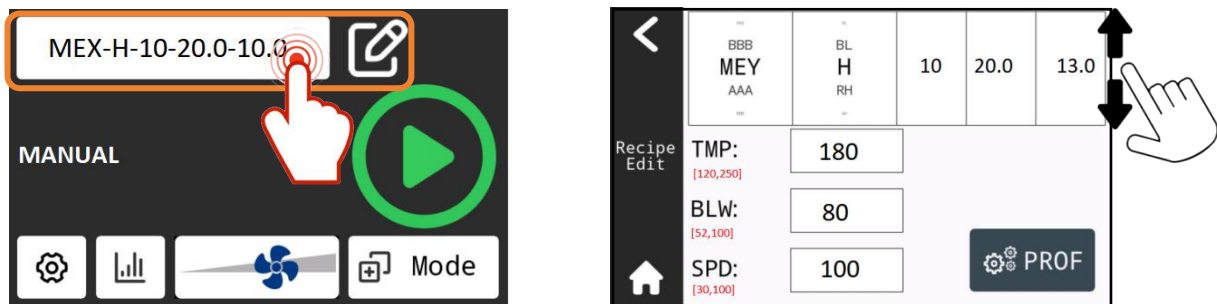 MEX-H-10-20.0-10.0
MANUAL
Mode
BBB BL
MEY H 10 20.0 13.0
AAA RH
Recipe
Edit
TMP: 180
[120,250]
BLW: 80
[52,100]
SPD: 100
[30,100]
PROF